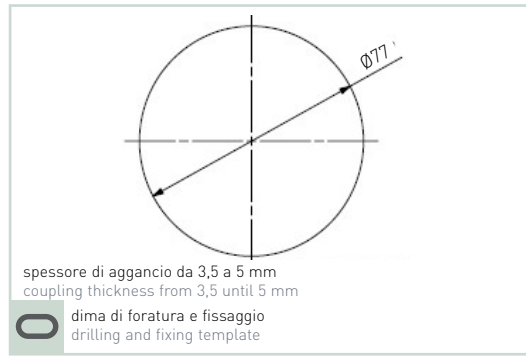 Ø77
spessore di aggancio da 3,5 a 5 mm
coupling thickness from 3,5 until 5 mm
dima di foratura e fissaggio
drilling and fixing template